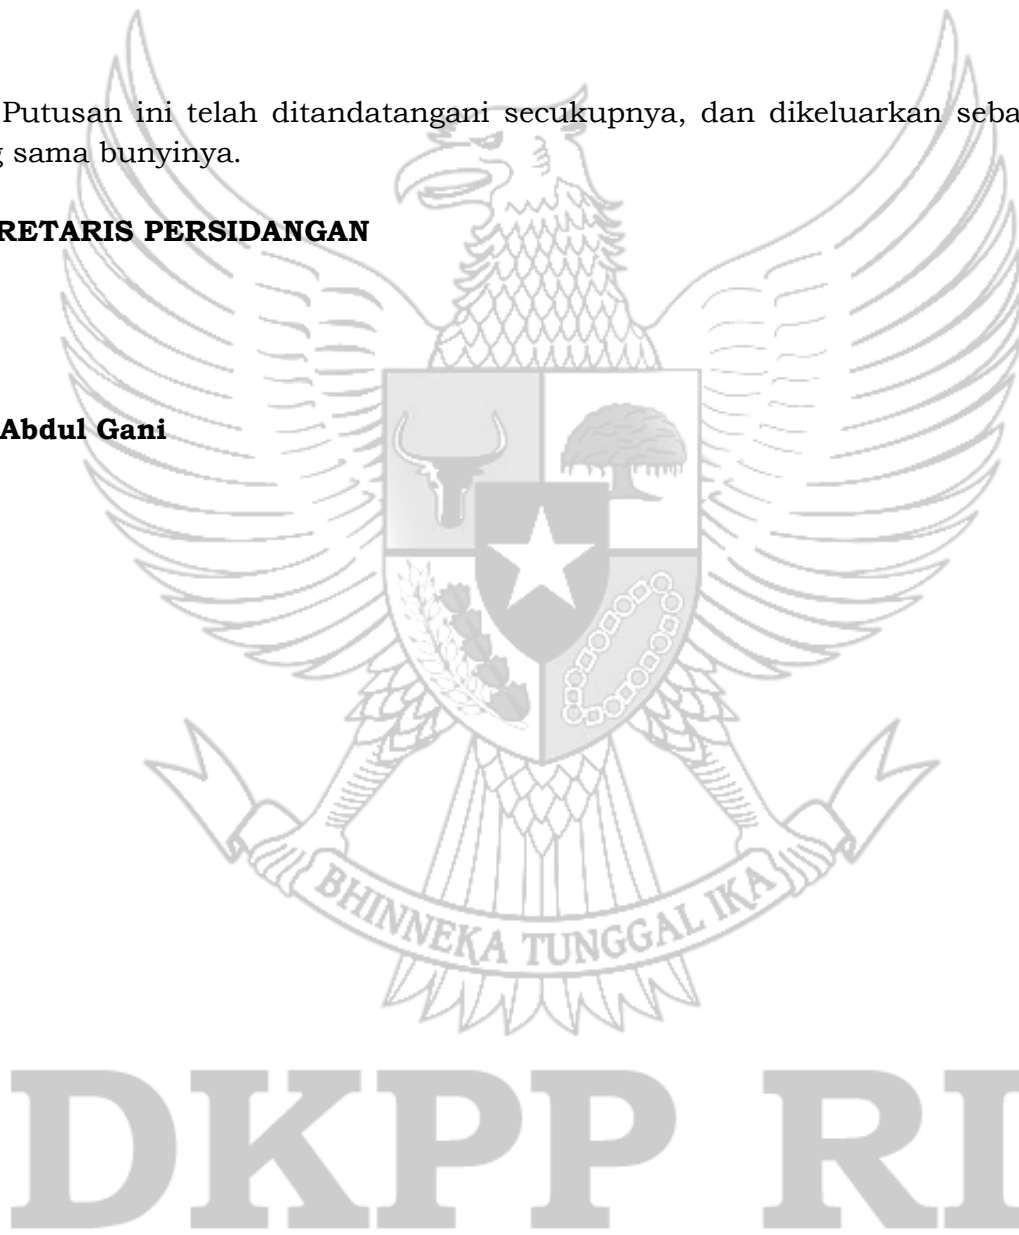 Putusan ini telah ditandatangani secukupnya, dan dikeluarkan seba
g sama bunyinya.
RETARIS PERSIDANGAN
Abdul Gani
BHINNEKA TUNGGAL IKA
DKPP RI